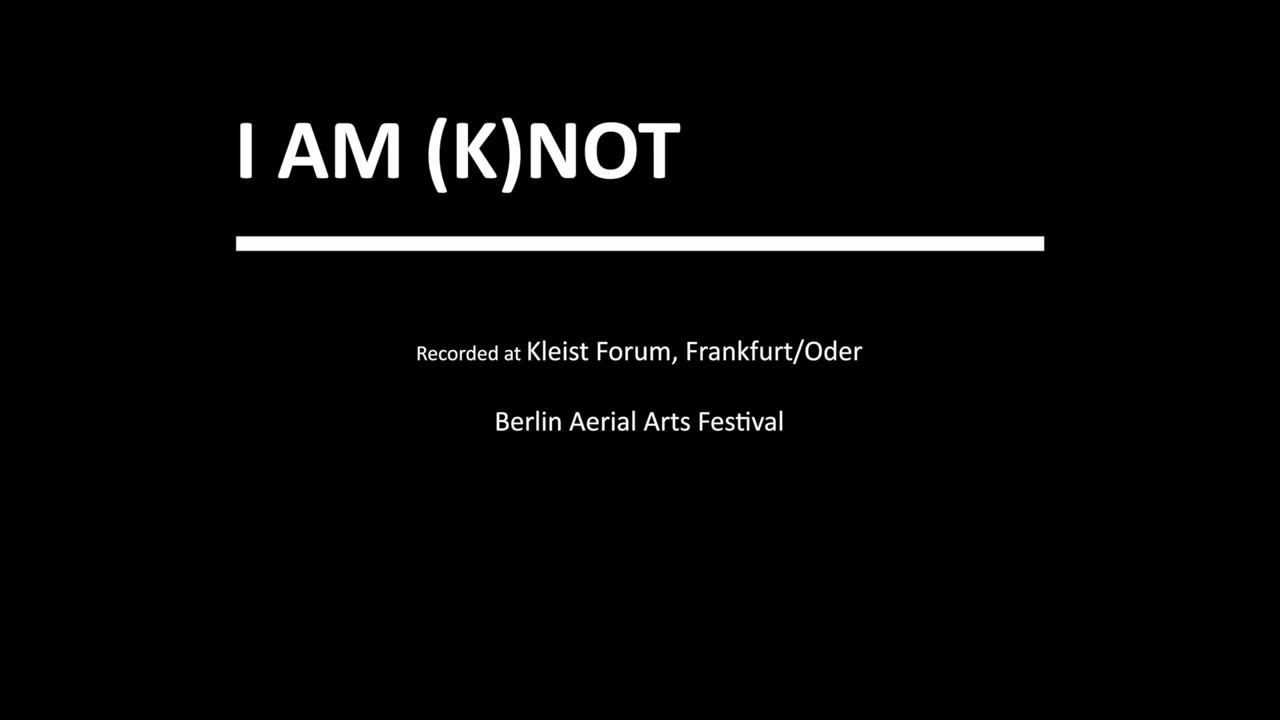 I AM (K)NOT
Recorded at Kleist Forum, Frankfurt/Oder
Berlin Aerial Arts Festival